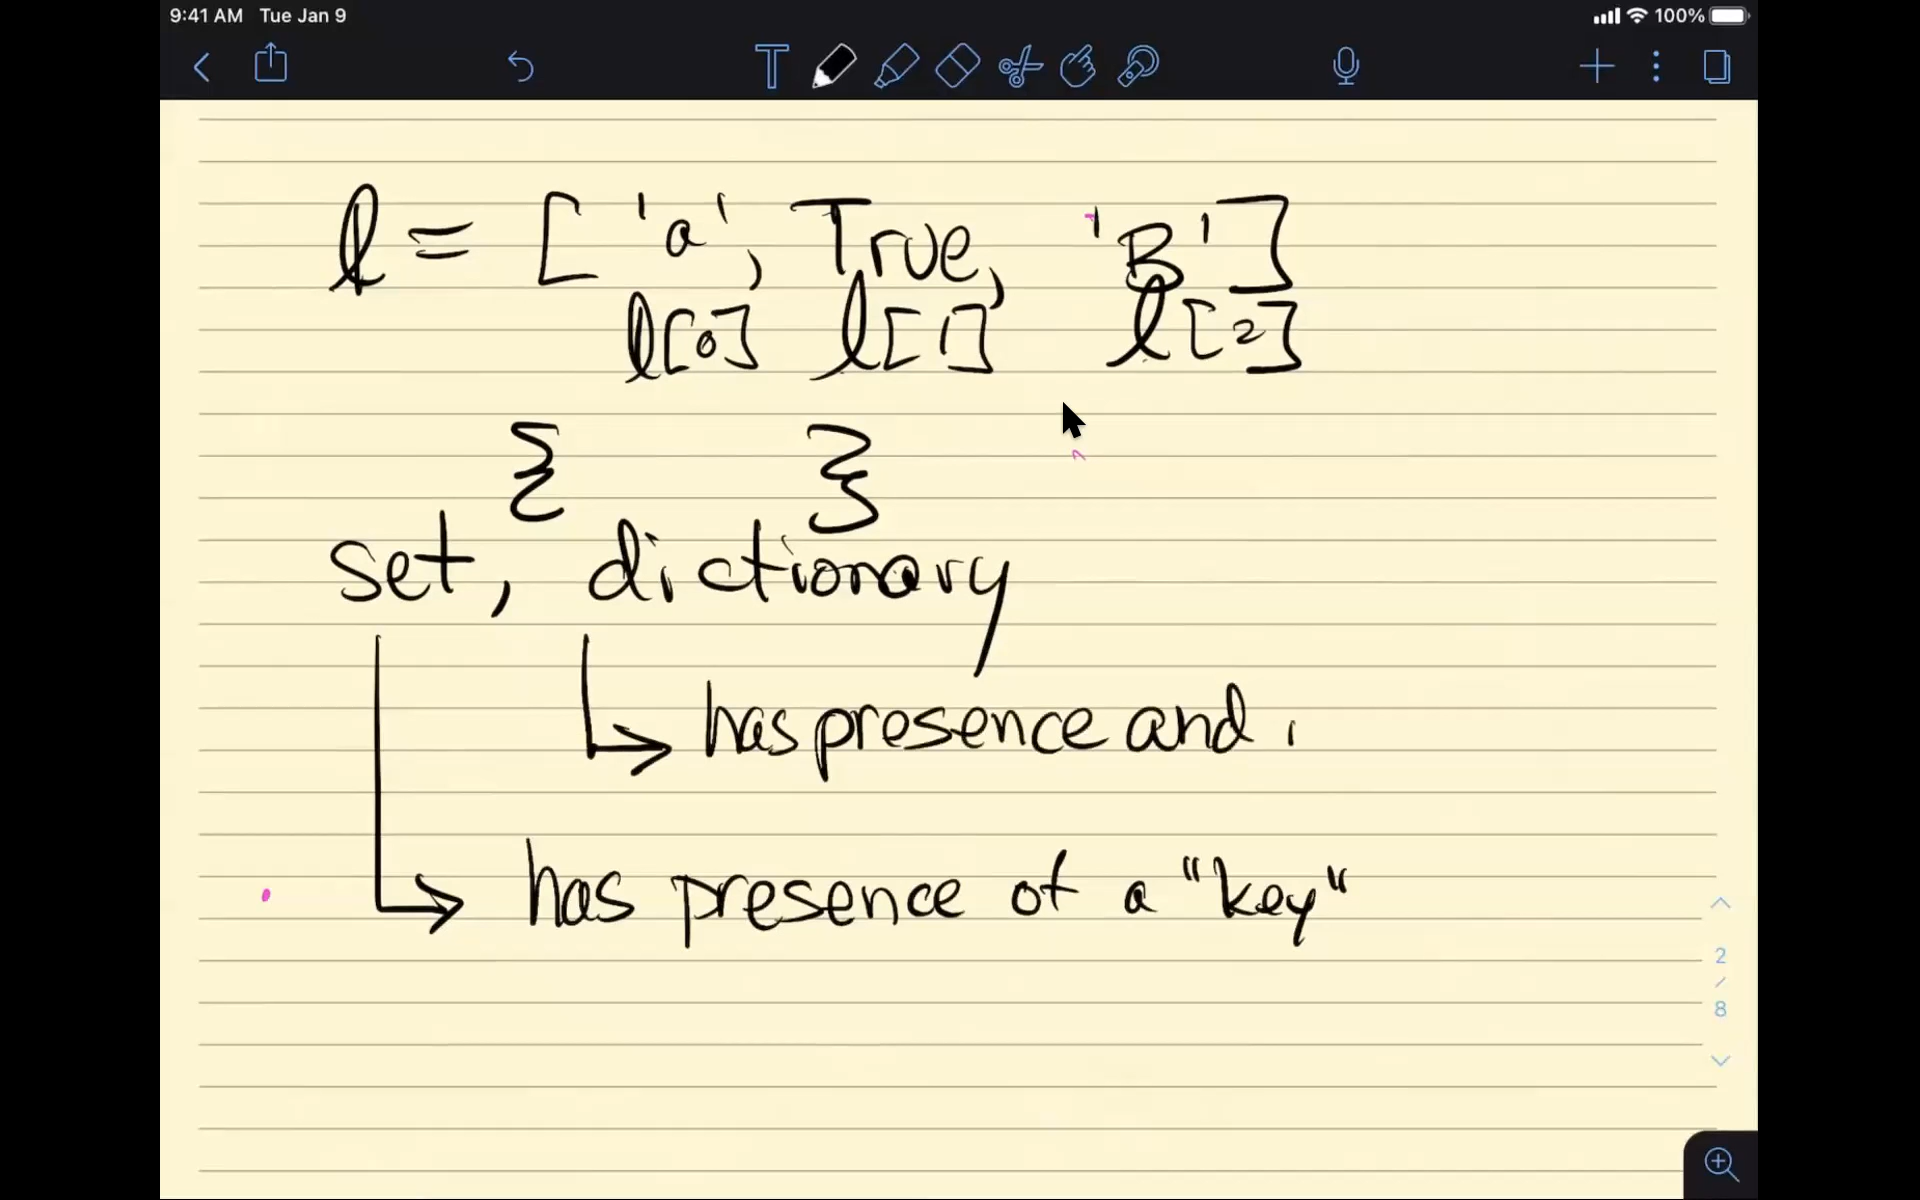 9:41 AM Tue Jan 9
100%
l = [ 'a', True, 'B' ]
l[0] l[1] l[2]
{ }
set, dictionary
has presence and
has presence of a "key"
2
/
8